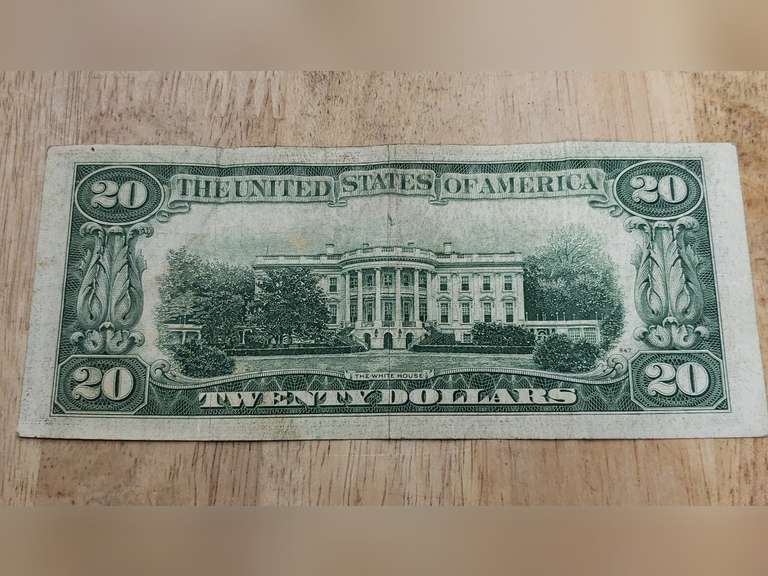 20 THE UNITED STATES OF AMERICA 20
THE WHITE HOUSE
20 TWENTY DOLLARS 20